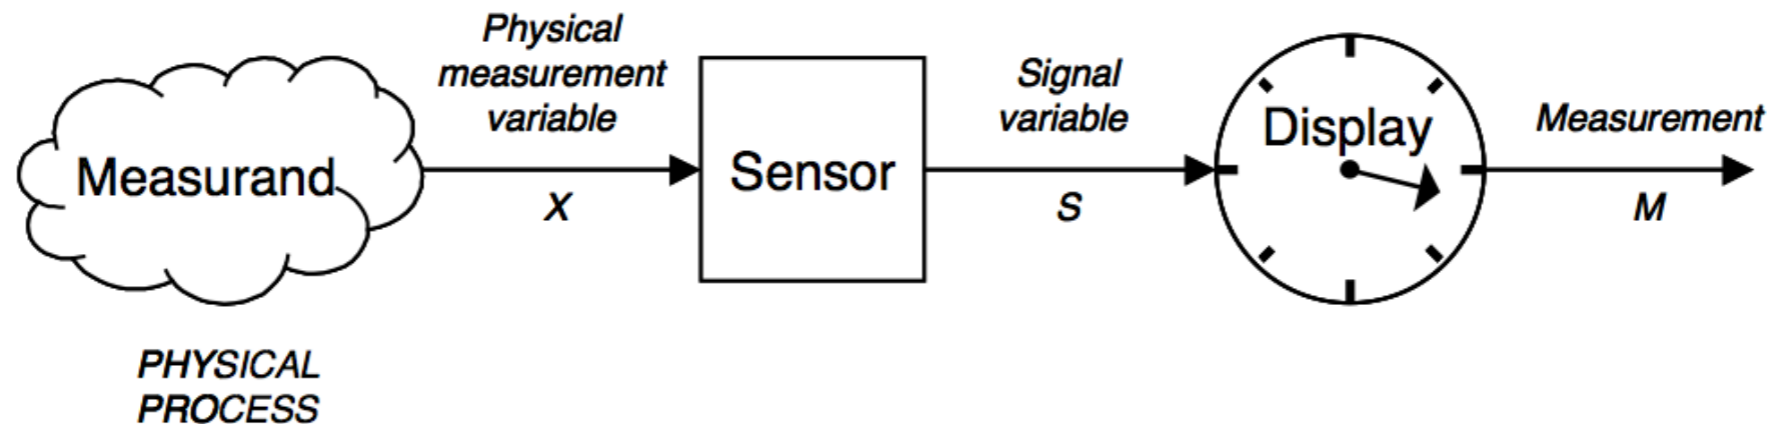 Physical
measurement
variable
Signal
variable
Measurement
Measurand
Sensor
Display
X
S
M
PHYSICAL
PROCESS